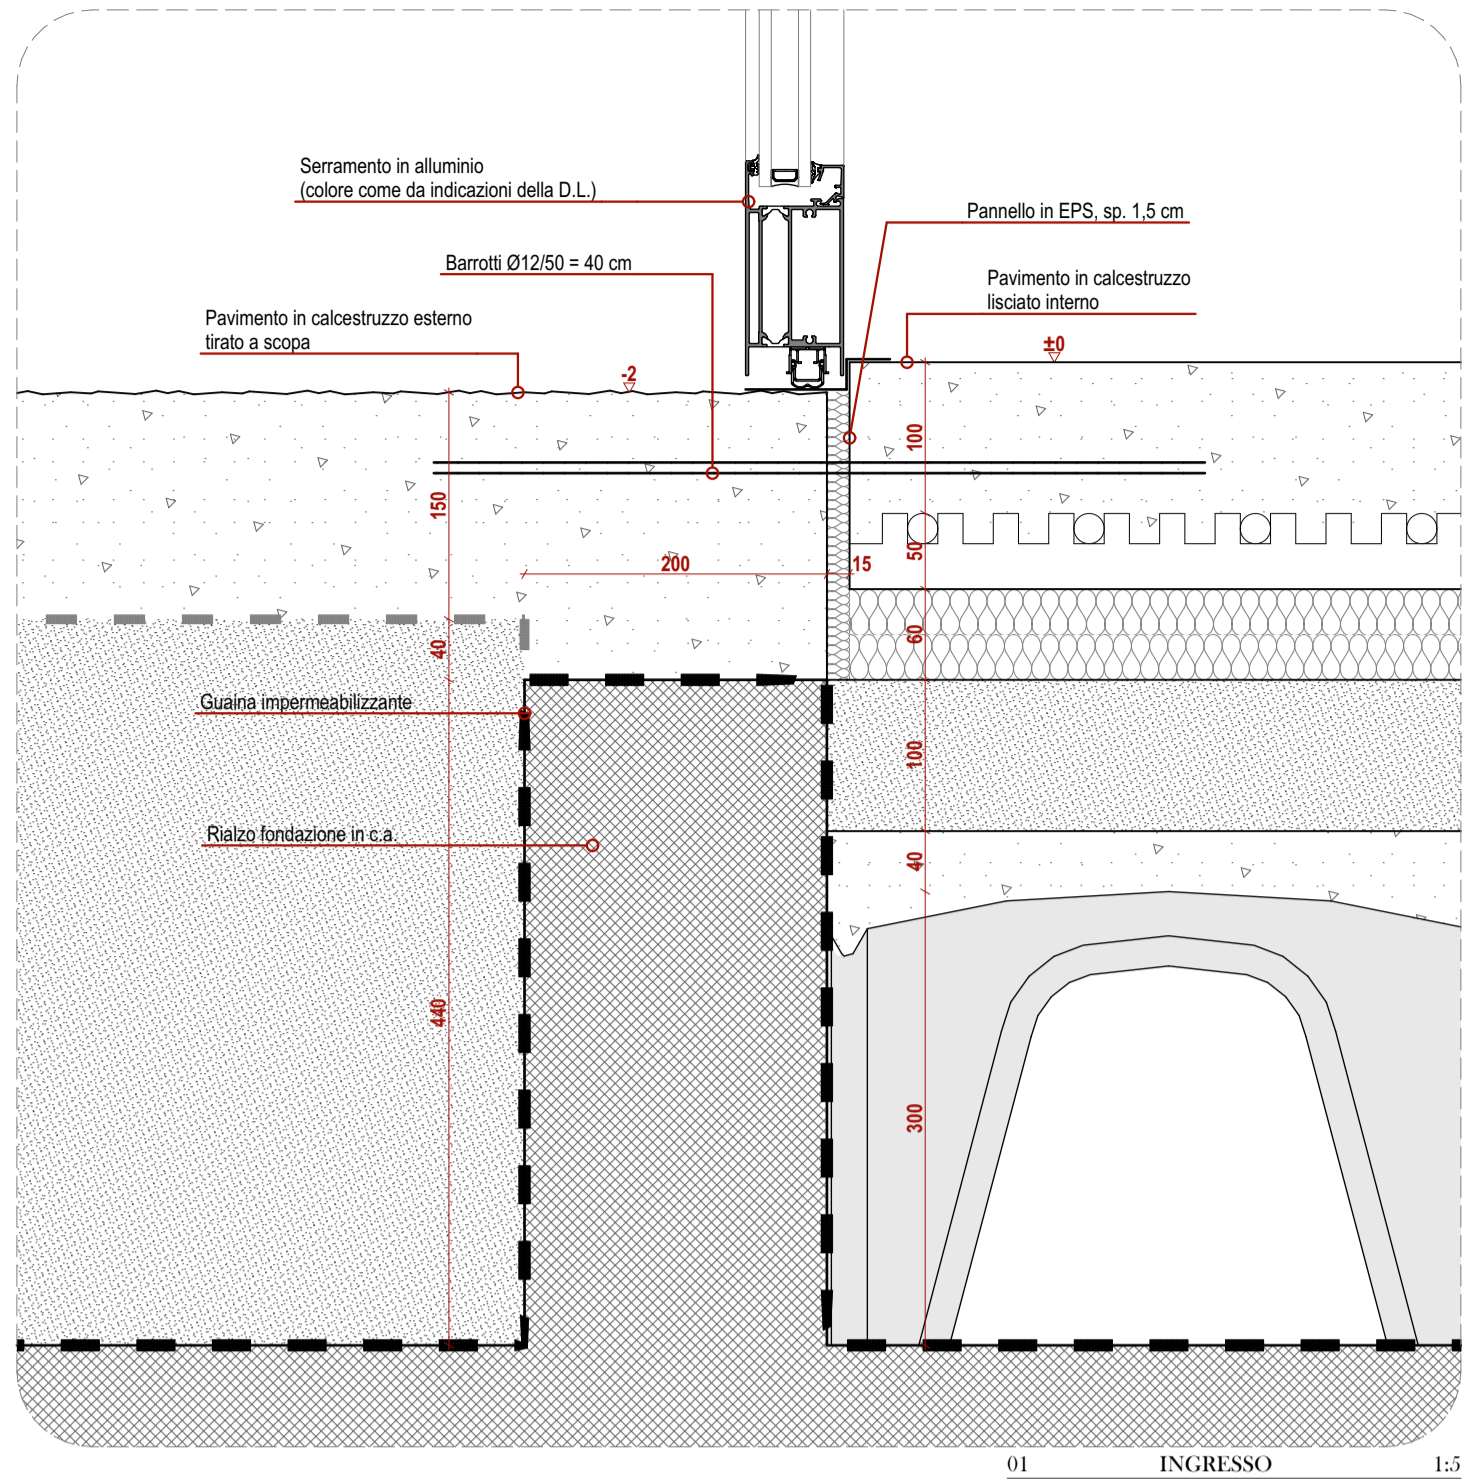 Serramento in alluminio
(colore come da indicazioni della D.L.)
Pannello in EPS, sp. 1,5 cm
Barrotti Ø12/50 = 40 cm
Pavimento in calcestruzzo
lisciato interno
Pavimento in calcestruzzo esterno
tirato a scopa
±0
-2
100
150
50
200
15
60
40
Guaina impermeabilizzante
100
Rialzo fondazione in c.a.
40
440
300
01 INGRESSO 1:5